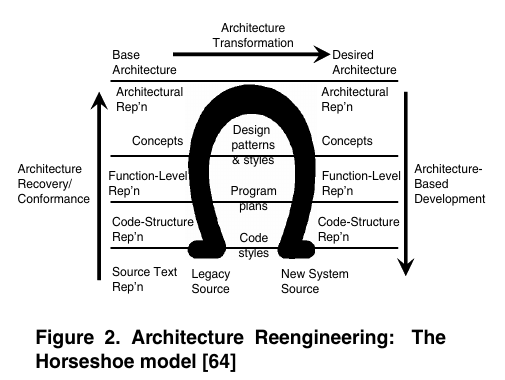 Architecture
Transformation
Base
Architecture
Desired
Architecture
Architectural
Rep'n
Architectural
Rep'n
Concepts
Design
patterns
& styles
Concepts
Architecture
Recovery/
Conformance
Function-Level
Rep'n
Program
plans
Function-Level
Rep'n
Architecture-
Based
Development
Code-Structure
Rep'n
Code
styles
Code-Structure
Rep'n
Source Text
Rep'n
Legacy
Source
New System
Source
Figure 2. Architecture Reengineering: The
Horseshoe model [64]